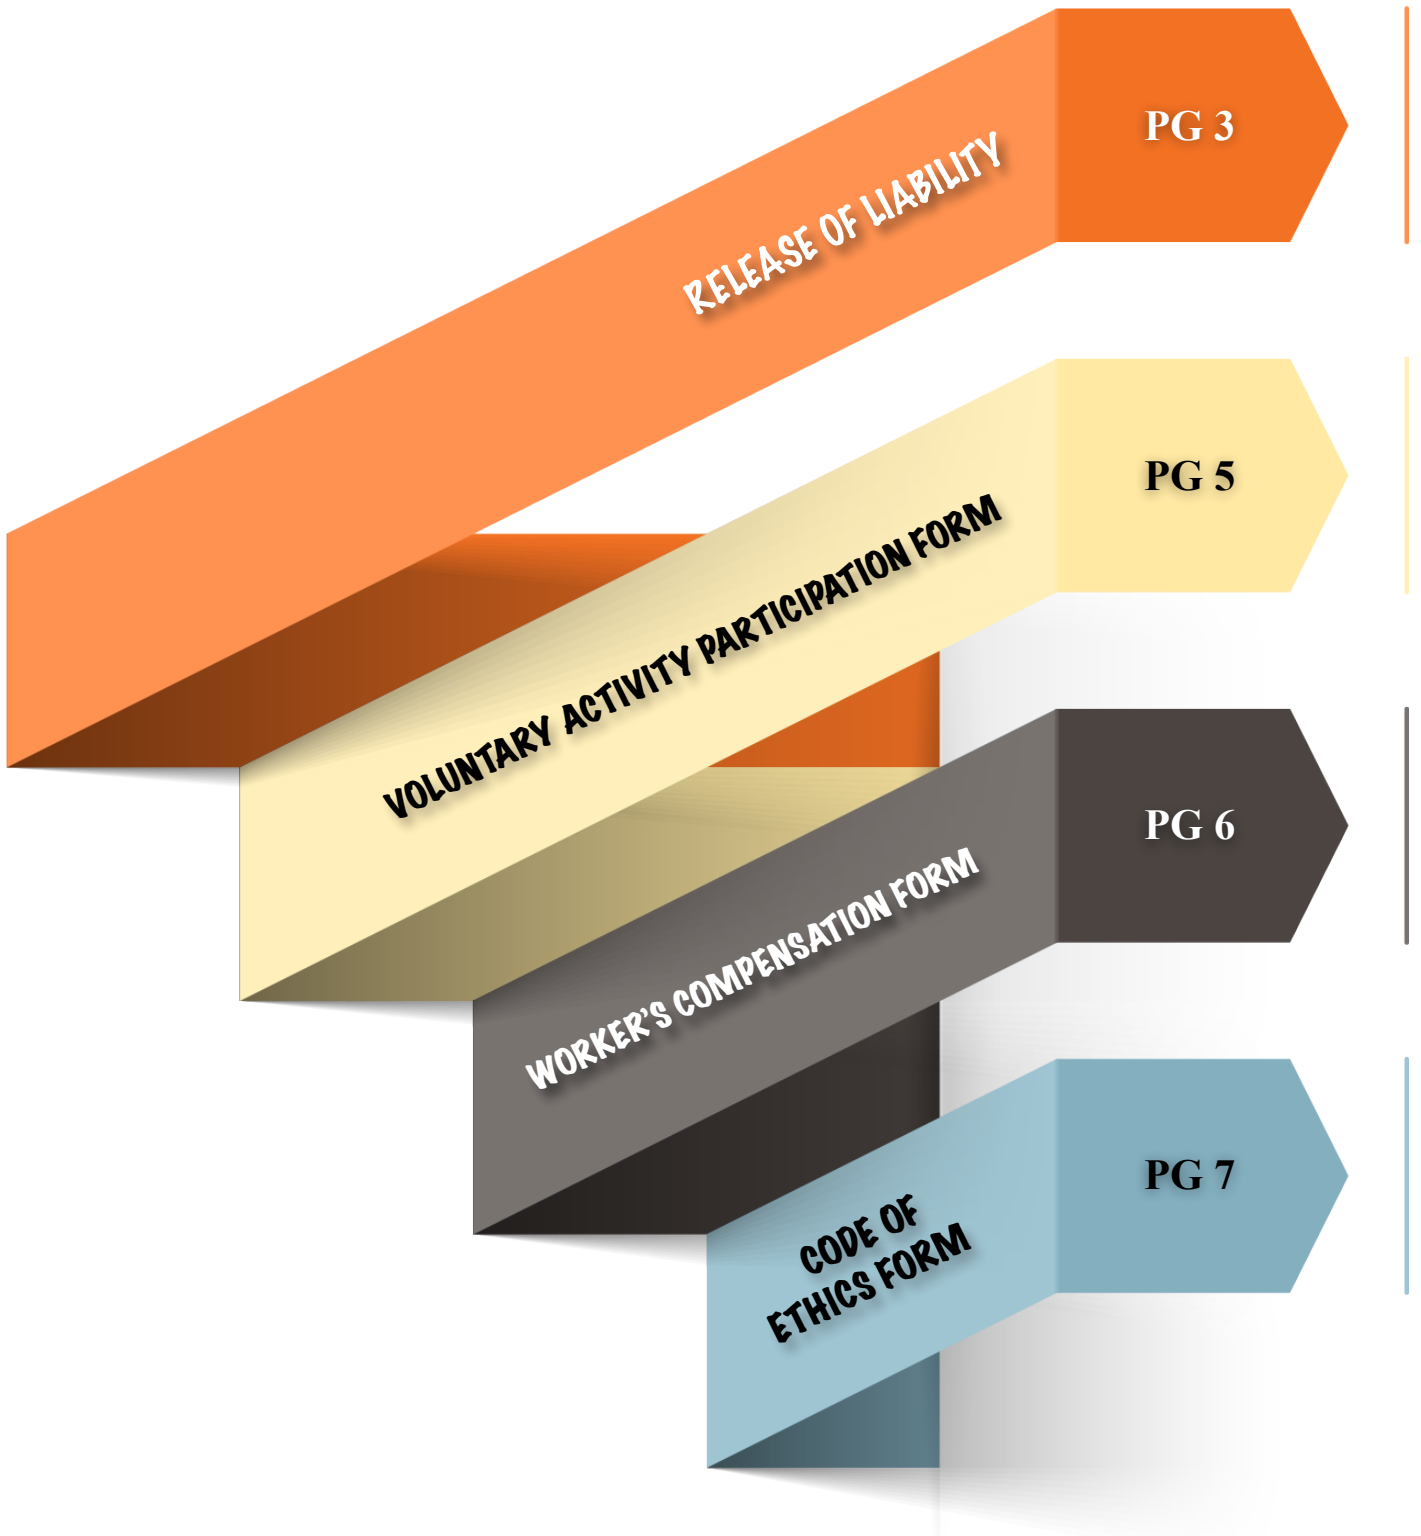 RELEASE OF LIABILITY
PG 3
VOLUNTARY ACTIVITY PARTICIPATION FORM
PG 5
WORKER'S COMPENSATION FORM
PG 6
CODE OF
ETHICS FORM
PG 7